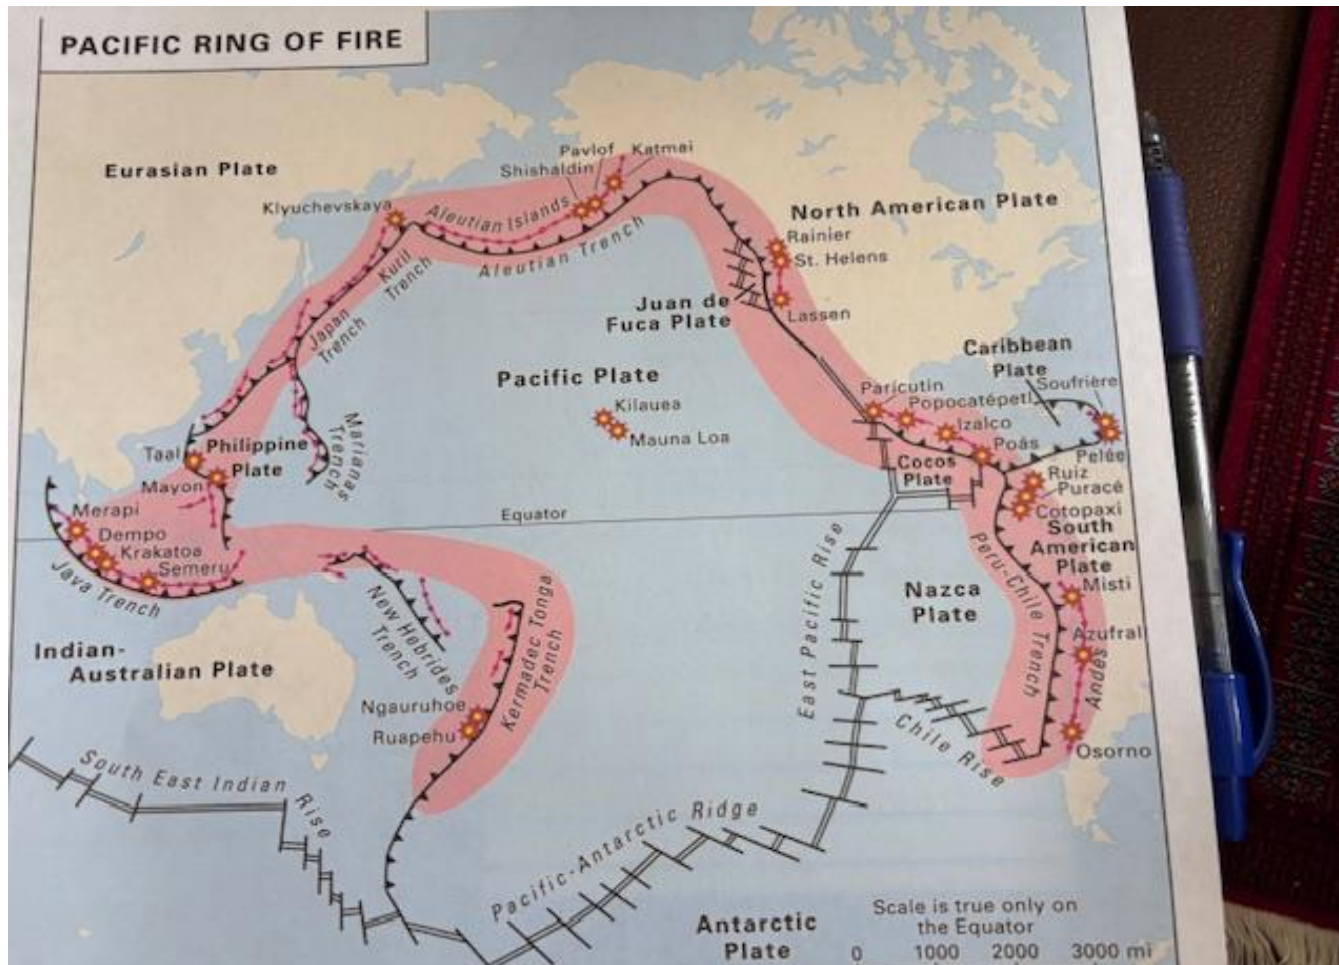 PACIFIC RING OF FIRE
Eurasian Plate
Pavlof
Katmai
Shishaldin
Klyuchevskaya
Aleutian Islands
Aleutian Trench
North American Plate
Rainier
St. Helens
Lassen
Kuril
Trench
Japan
Trench
Juan de
Fuca Plate
Pacific Plate
Kilauea
Mauna Loa
Caribbean
Plate
Soufrière
Parícutin
Popocatépetl
Izalco
Poás
Pelée
Taal
Philippine
Plate
Marianas
Trench
Mayon
Cocos
Plate
Ruiz
Puracé
Cotopaxi
South
American
Plate
Merapi
Dempo
Krakatoa
Semeru
Java Trench
Equator
Misti
Peru-Chile Trench
Nazca
Plate
East Pacific Rise
Azufral
Andes
New Hebrides
Trench
Kermadec Tonga
Trench
Indian-
Australian Plate
Ngauruhoe
Ruapehu
Chile Rise
Osorno
South East Indian
Rise
Pacific-Antarctic Ridge
Antarctic
Plate
Scale is true only on
the Equator
0 1000 2000 3000 mi